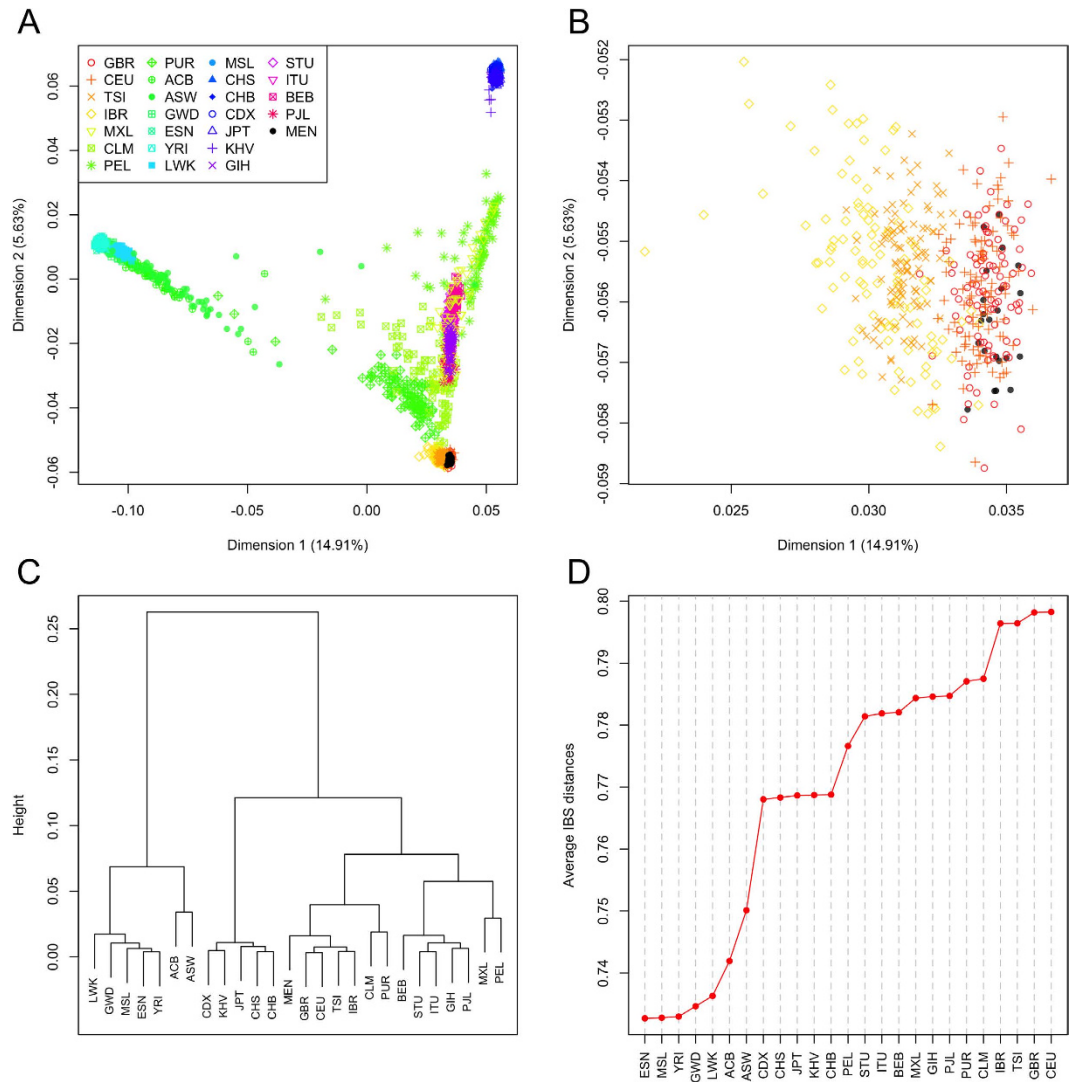 A
GBR PUR MSL STU
CEU ACB CHS ITU
TSI ASW CHB BEB
IBR GWD CDX PJL
MXL ESN JPT MEN
CLM YRI KHV
PEL LWK GIH
Dimension 2 (5.63%)
0.06
0.04
0.02
0.00
-0.02
-0.04
-0.06
-0.10 -0.05 0.00 0.05
Dimension 1 (14.91%)
B
Dimension 2 (5.63%)
-0.052
-0.053
-0.054
-0.055
-0.056
-0.057
-0.058
-0.059
0.025 0.030 0.035
Dimension 1 (14.91%)
C
Height
0.25
0.20
0.15
0.10
0.05
0.00
LWK GWD MSL ESN YRI ACB ASW CDX KHV JPT CHS CHB MEN GBR CEU TSI IBR CLM PUR BEB STU ITU GIH PJL MXL PEL
D
Average IBS distances
0.80
0.79
0.78
0.77
0.76
0.75
0.74
ESN MSL YRI GWD LWK ACB ASW CDX CHS JPT KHV CHB PEL STU ITU BEB MXL GIH PJL PUR CLM IBR TSI GBR CEU